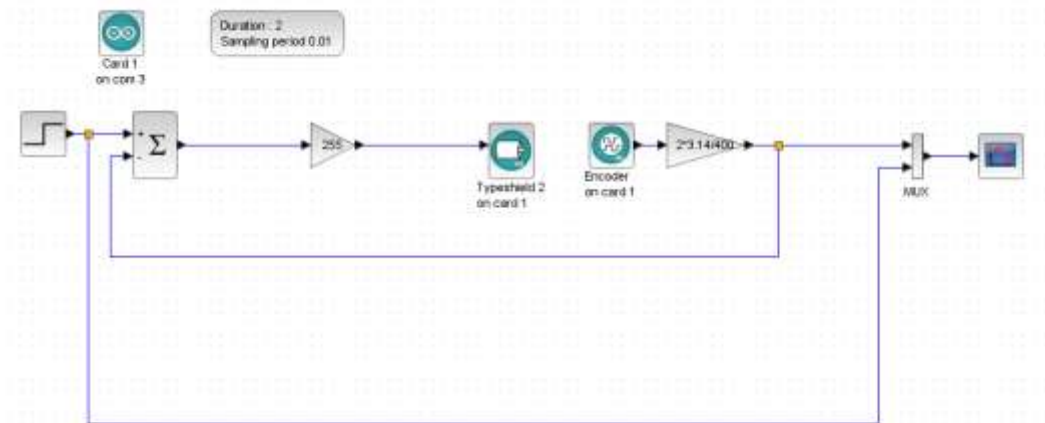 Duration : 2
Sampling period 0.01
Card 1
on com 3
+
-
Σ
255
2*3.14/400
Typeshield 2
on card 1
Encoder
on card 1
MUX